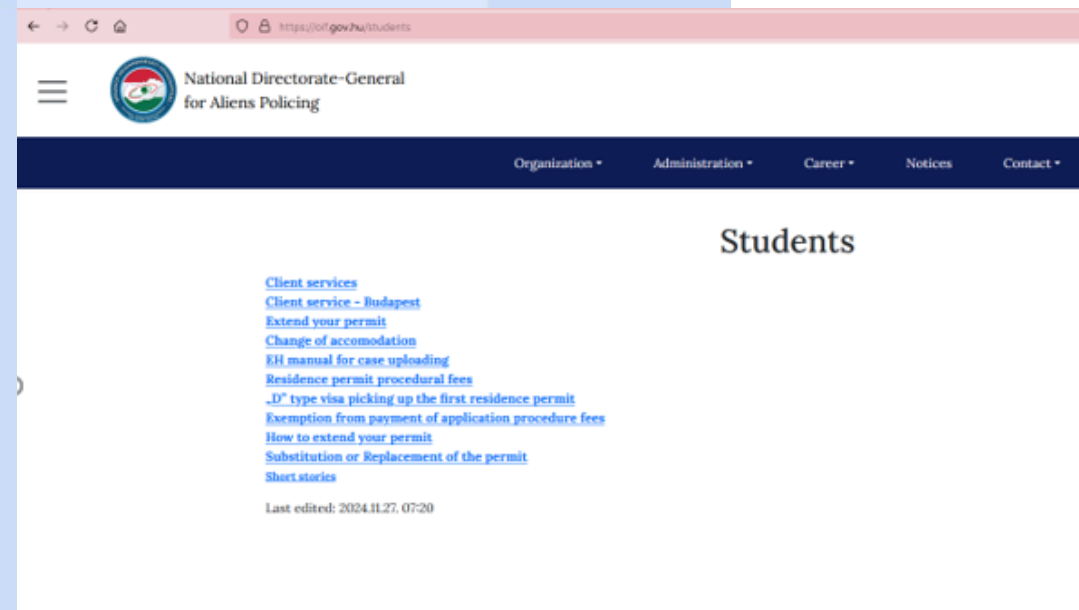 https://oif.gov.hu/students
National Directorate-General
for Aliens Policing
Organization Administration Career Notices Contact
Students
Client services
Client service - Budapest
Extend your permit
Change of accomodation
EH manual for case uploading
Residence permit procedural fees
„D" type visa picking up the first residence permit
Exemption from payment of application procedure fees
How to extend your permit
Substitution or Replacement of the permit
Short stories
Last edited: 2024.11.27. 07:20